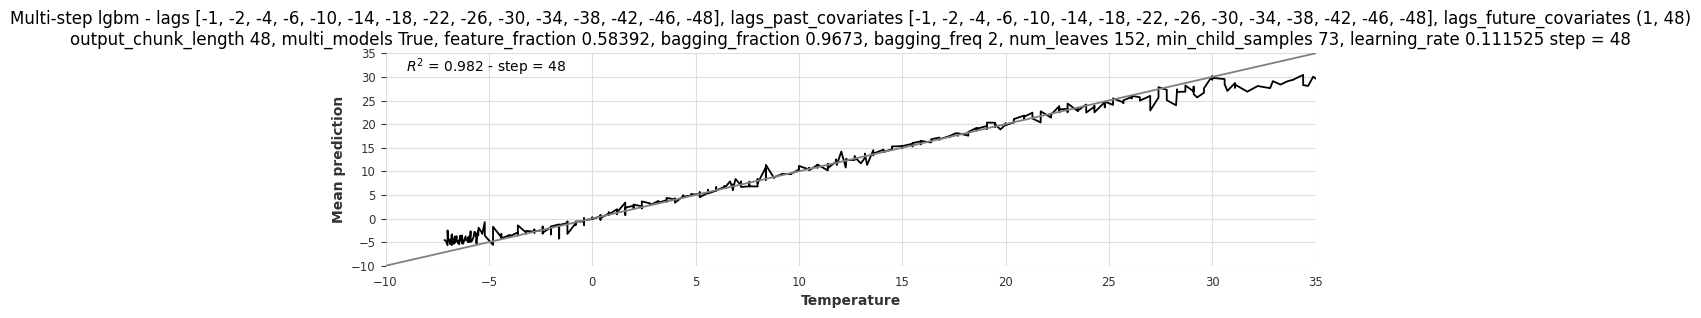 Multi-step lgbm - lags [-1, -2, -4, -6, -10, -14, -18, -22, -26, -30, -34, -38, -42, -46, -48], lags_past_covariates [-1, -2, -4, -6, -10, -14, -18, -22, -26, -30, -34, -38, -42, -46, -48], lags_future_covariates (1, 48)
output_chunk_length 48, multi_models True, feature_fraction 0.58392, bagging_fraction 0.9673, bagging_freq 2, num_leaves 152, min_child_samples 73, learning_rate 0.111525 step = 48
R² = 0.982 - step = 48
Mean prediction
35
30
25
20
15
10
5
0
−5
−10
−10 −5 0 5 10 15 20 25 30 35
Temperature